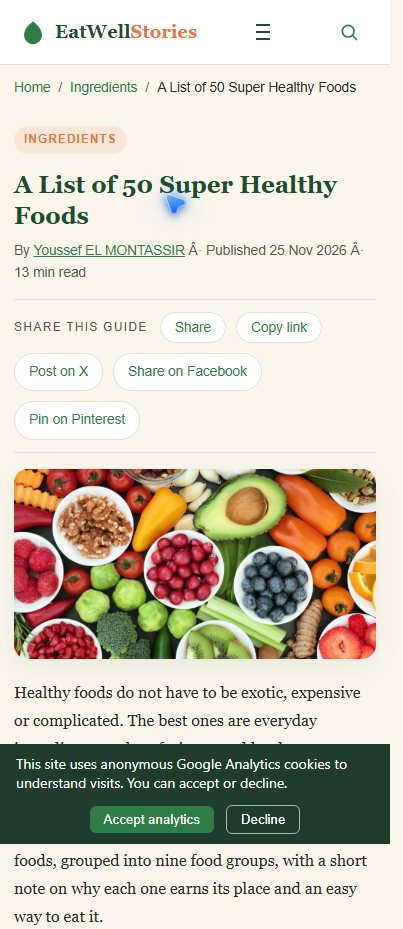 EatWellStories
Home / Ingredients / A List of 50 Super Healthy Foods
INGREDIENTS
A List of 50 Super Healthy
Foods
By Youssef EL MONTASSIR Â· Published 25 Nov 2026 Â·
13 min read
SHARE THIS GUIDE Share Copy link
Post on X Share on Facebook
Pin on Pinterest
Healthy foods do not have to be exotic, expensive
or complicated. The best ones are everyday
This site uses anonymous Google Analytics cookies to
understand visits. You can accept or decline.
Accept analytics Decline
foods, grouped into nine food groups, with a short
note on why each one earns its place and an easy
way to eat it.